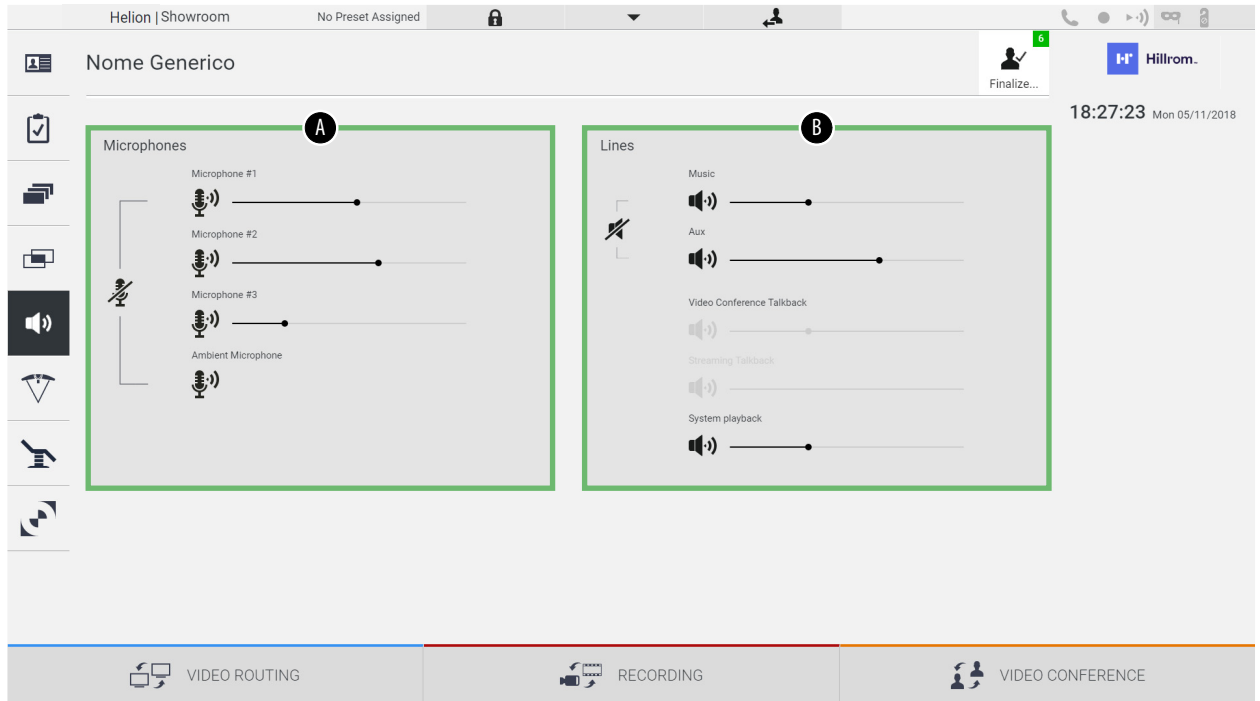 Helion | Showroom
No Preset Assigned
Nome Generico
6
Finalize...
Hillrom™
18:27:23 Mon 05/11/2018
A
Microphones
Microphone #1
Microphone #2
Microphone #3
Ambient Microphone
B
Lines
Music
Aux
Video Conference Talkback
Streaming Talkback
System playback
VIDEO ROUTING
RECORDING
VIDEO CONFERENCE